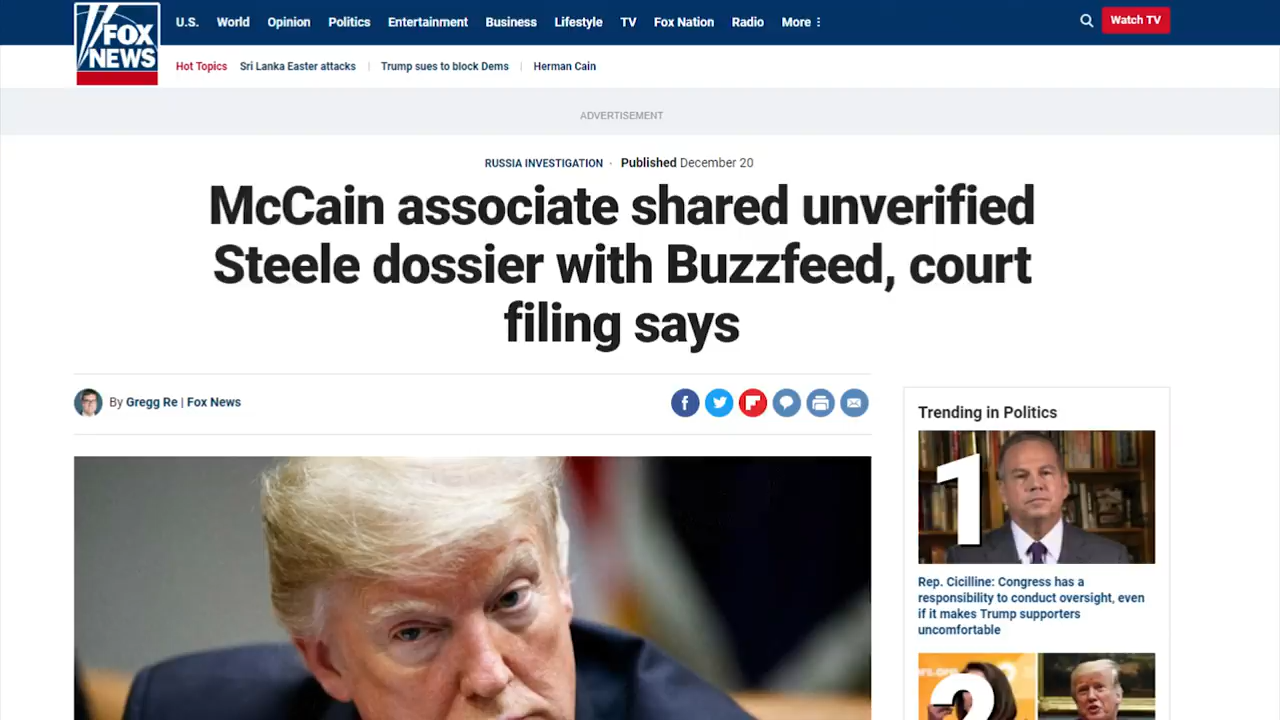 FOX
NEWS
U.S. World Opinion Politics Entertainment Business Lifestyle TV Fox Nation Radio More
Watch TV
Hot Topics Sri Lanka Easter attacks Trump sues to block Dems Herman Cain
ADVERTISEMENT
RUSSIA INVESTIGATION · Published December 20
McCain associate shared unverified
Steele dossier with Buzzfeed, court
filing says
By Gregg Re | Fox News
Trending in Politics
1
Rep. Cicilline: Congress has a
responsibility to conduct oversight, even
if it makes Trump supporters
uncomfortable
2